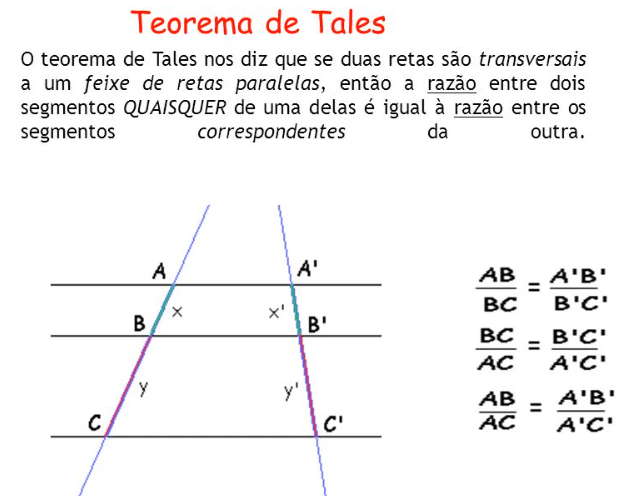 Teorema de Tales
O teorema de Tales nos diz que se duas retas são transversais
a um feixe de retas paralelas, então a razão entre dois
segmentos QUAISQUER de uma delas é igual à razão entre os
segmentos correspondentes da outra.
A A'
x x'
B B'
y y'
C C'
AB/BC = A'B'/B'C'
BC/AC = B'C'/A'C'
AB/AC = A'B'/A'C'